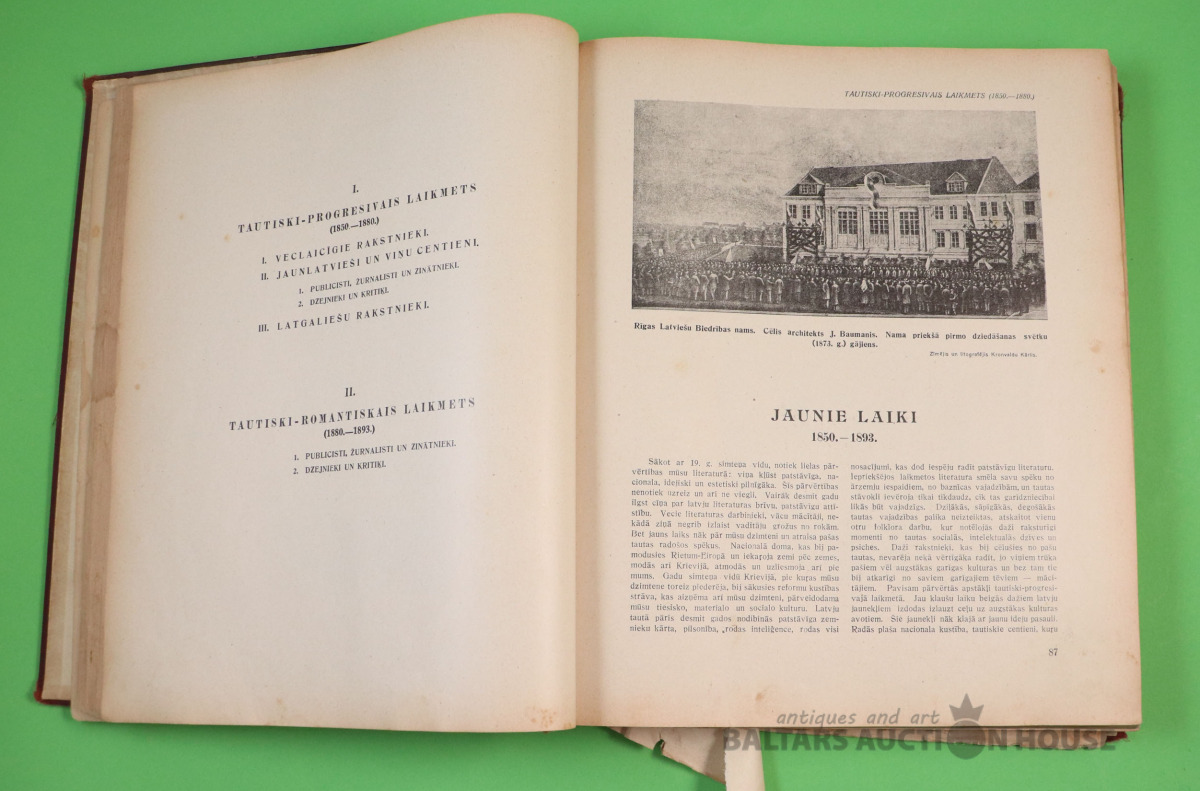 I.
TAUTISKI-PROGRESIVAIS LAIKMETS
(1850.—1880.)
I. VECLAICĪGIE RAKSTNIEKI.
II. JAUNLATVIEŠI UN VIŅU CENTIENI.
1. PUBLICISTI, ŽURNALISTI UN ZINĀTNIEKI.
2. DZEJNIEKI UN KRITIĶI.
III. LATGALIEŠU RAKSTNIEKI.
II.
TAUTISKI-ROMANTISKAIS LAIKMETS
(1880.—1893.)
1. PUBLICISTI, ŽURNALISTI UN ZINĀTNIEKI.
2. DZEJNIEKI UN KRITIĶI.
TAUTISKI-PROGRESIVAIS LAIKMETS (1850.—1880.)
Rīgas Latviešu Biedrības nams. Cēlis architekts J. Baumanis. Nama priekšā pirmo dziedāšanas svētku
(1873. g.) gājiens.
Zīmējis un litografējis Kronvaldu Kārlis.
JAUNIE LAIKI
1850.—1893.
Sākot ar 19. g. simteņa vidu, notiek lielas pār-
vērtības mūsu literatūrā: viņa kļūst patstāvīga, na-
cionala, idejiski un estetiski pilnīgāka. Šis pārvērtības
nenotiek uzreiz un arī ne viegli. Vairāk desmit gadu
ilgst cīņa par latvju literaturas brīvu, patstāvīgu attī-
stību. Vecie literaturas darbinieki, vācu mācītāji, ne-
kādā ziņā negrib izlaist vadītāju grožus no rokām.
Bet jauns laiks nāk pār mūsu dzimteni un atraisa pašas
tautas radošos spēkus. Nacionalā doma, kas bij pa-
modusies Rietum-Eiropā un iekaroja zemi pēc zemes,
modās arī Krievijā, atmodās un uzliesmoja arī pie
mums. Gadu simteņa vidū Krievijā, pie kuras mūsu
dzimtene toreiz piederēja, bij sākusies reformu kustības
strāva, kas aizņēma arī mūsu dzimteni, pārveidodama
mūsu tiesisko, materialo un socialo kulturu. Latvju
tautā pāris desmit gados nodibinās patstāvīga zem-
nieku kārta, pilsonība, rodas inteliģence, rodas visi
nosacījumi, kas dod iespēju radīt patstāvīgu literaturu.
Iepriekšējos laikmetos literatura smēla savu spēku no
ārzemju iespaidiem, no baznīcas vajadzībām, un tautas
stāvokli ievēroja tikai tikdaudz, cik tas garīdzniecībai
likās būt vajadzīgs. Dziļākās, sāpīgākās, degošākās
tautas vajadzības palika neizteiktas, atskaitot vienu
otru folklora darbu, kur notēlojās daži raksturīgi
momenti no tautas socialās, intelektualās dzīves un
psiches. Daži rakstnieki, kas bij cēlušies no pašu
tautas, nevarēja nekā vērtīgāka radīt, jo viņiem trūka
pašiem vēl augstākas garīgas kulturas un bez tam tie
bij atkarīgi no saviem garīgajiem tēviem — mācī-
tājiem. Pavisam pārvērtās apstākļi tautiski-progresi-
vajā laikmetā. Jau klaušu laiku beigās dažiem latvju
jaunekļiem izdodas izlauzt ceļu uz augstākas kulturas
avotiem. Šie jaunekļi nāk klajā ar jaunu ideju pasauli.
Radās plaša nacionala kustība, tautiskie centieni, kuru
87
antiques and art
BALTARS AUCTION HOUSE